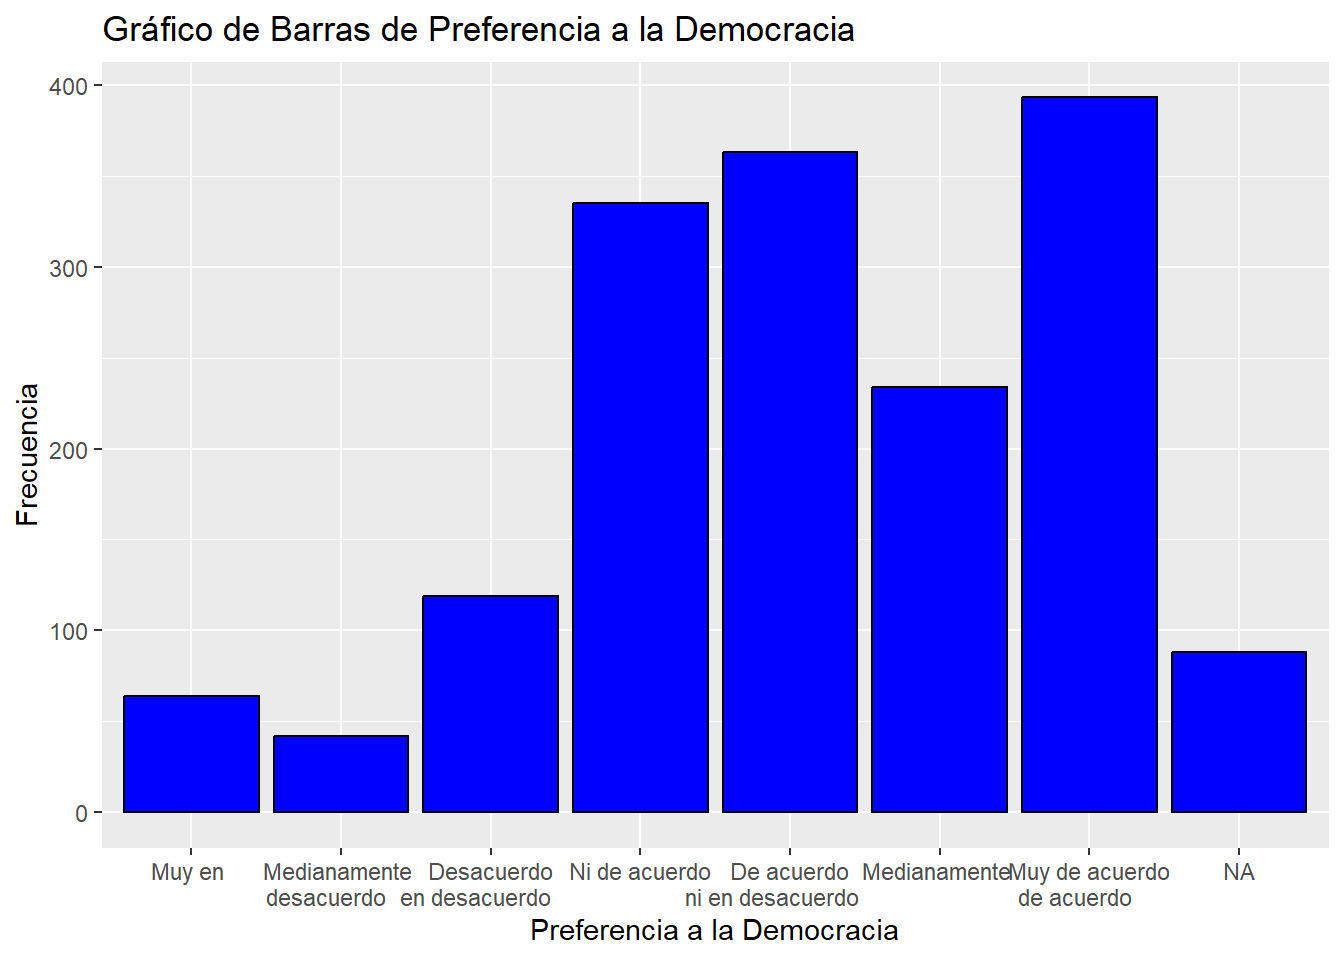 Gráfico de Barras de Preferencia a la Democracia
Frecuencia
400
300
200
100
0
Muy en Medianamente Desacuerdo Ni de acuerdo De acuerdo Medianamente Muy de acuerdo NA
desacuerdo en desacuerdo ni en desacuerdo de acuerdo
Preferencia a la Democracia